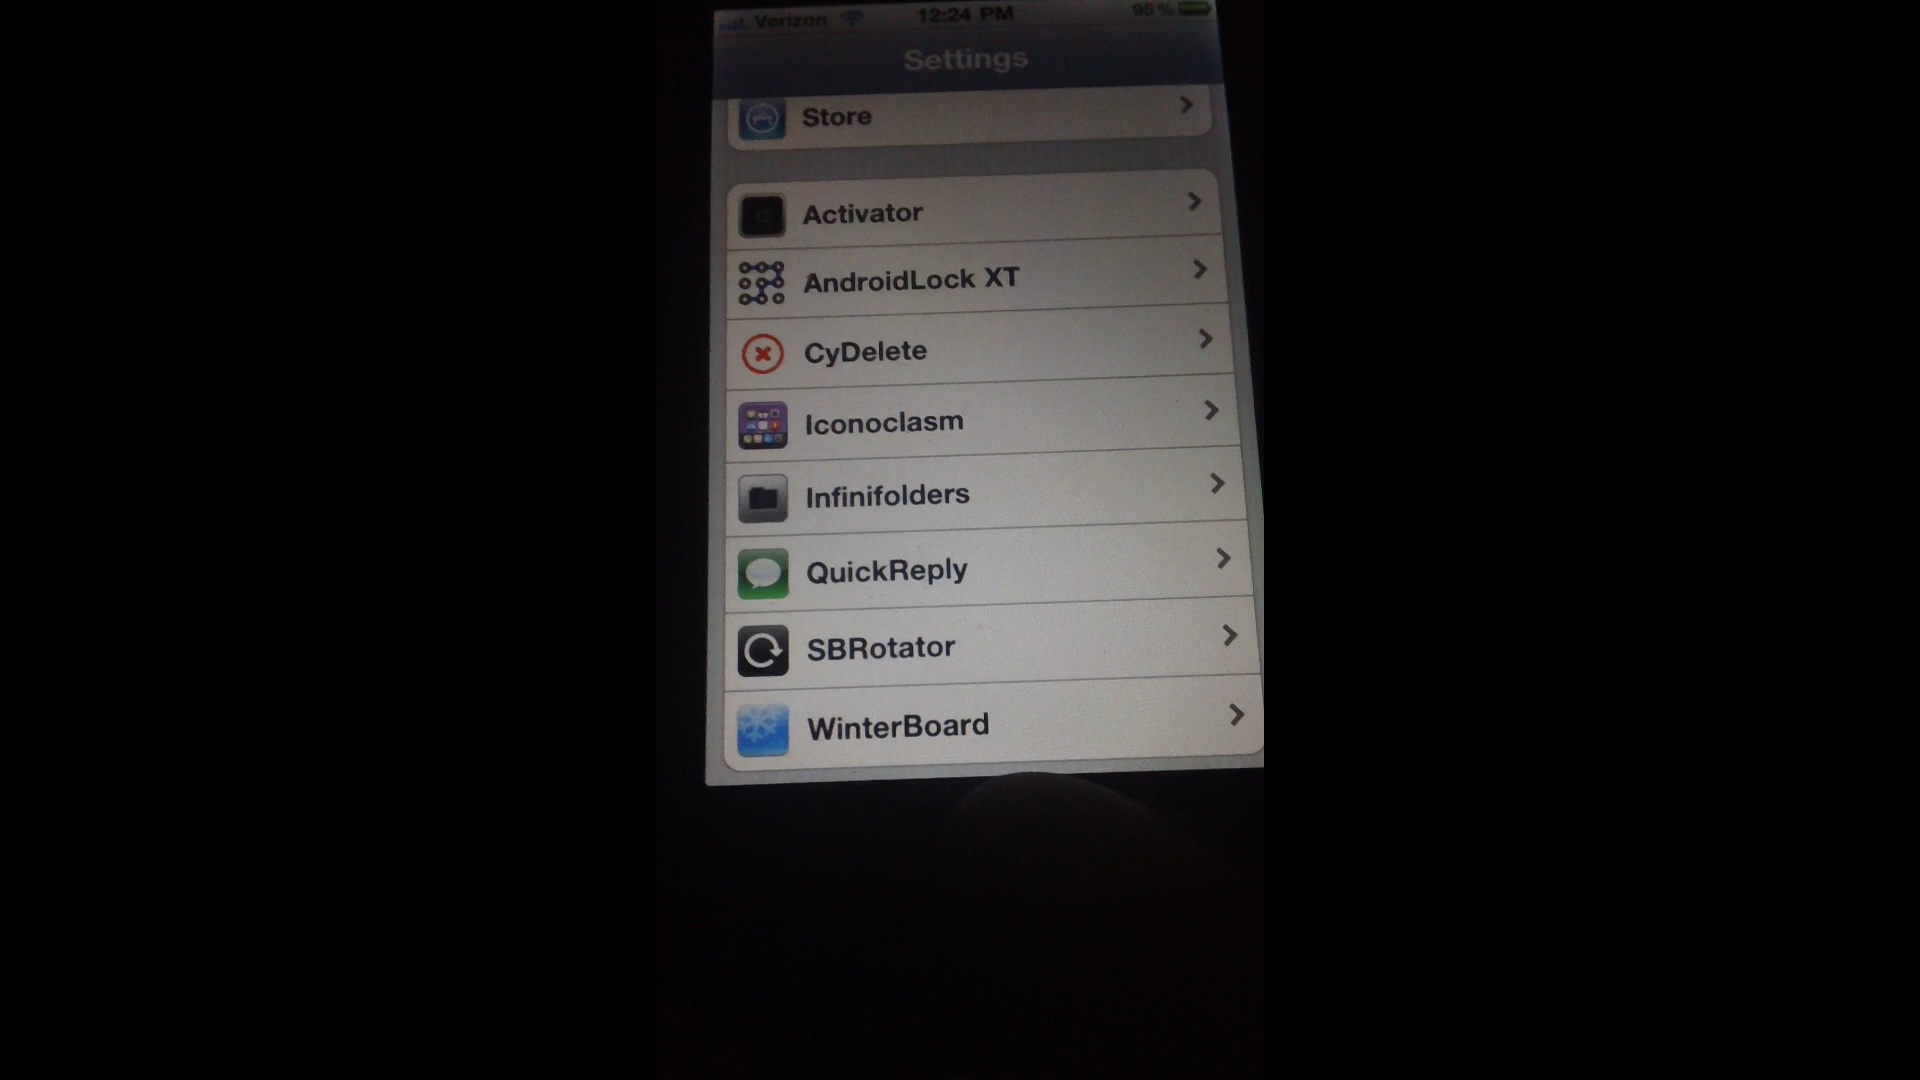 Verizon 12:24 PM 95%
Settings
Store
Activator
AndroidLock XT
CyDelete
Iconoclasm
Infinifolders
QuickReply
SBRotator
WinterBoard